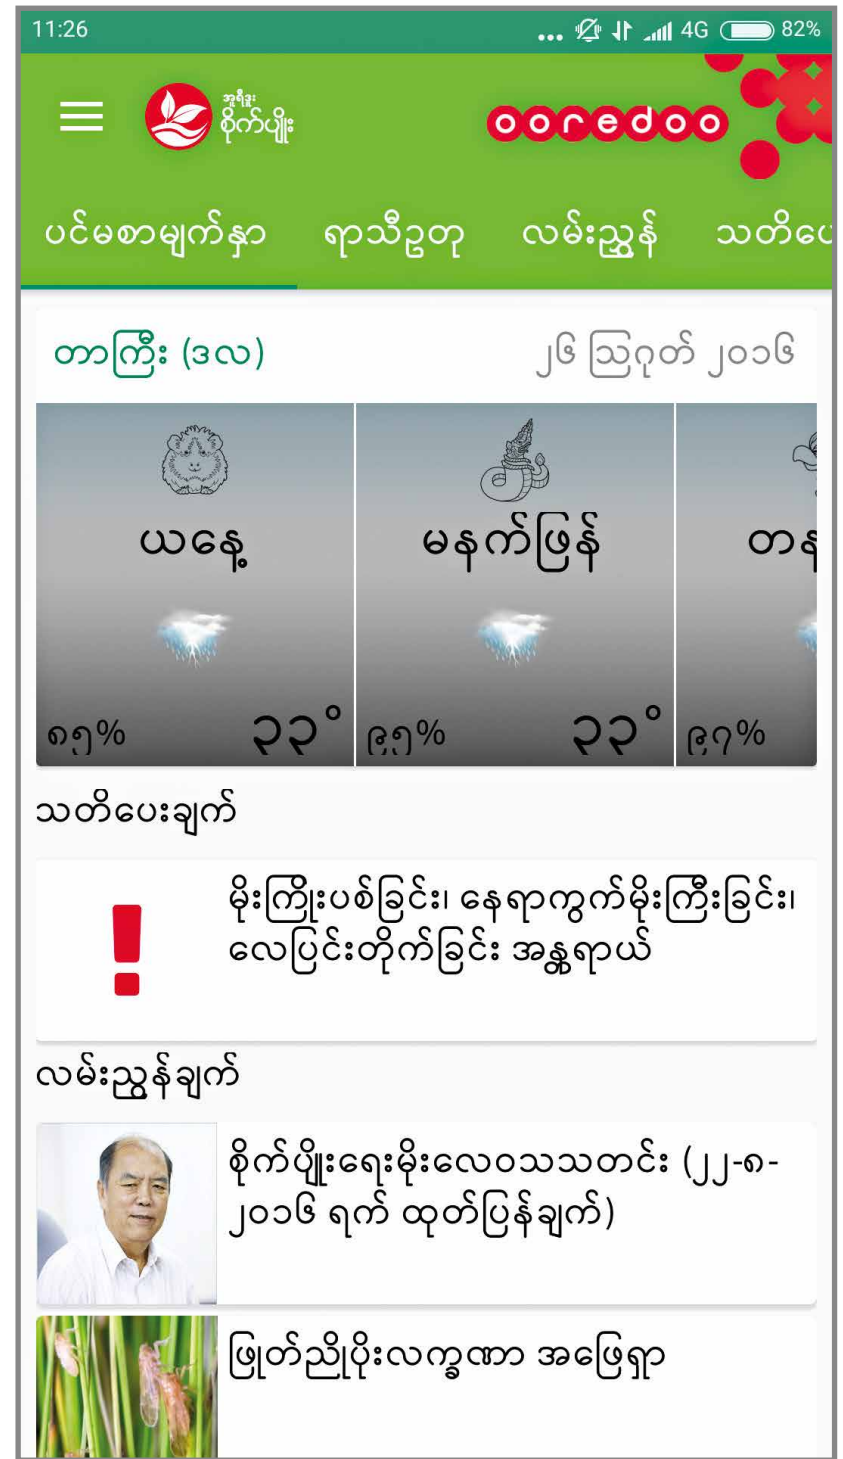 11:26
4G 82%
အူရီဒူး
စိုက်ပျိုး
ooredoo
ပင်မစာမျက်နှာ ရာသီဥတု လမ်းညွှန် သတိပေ
တာကြီး (ဒလ) ၂၆ ဩဂုတ် ၂၀၁၆
ယနေ့ မနက်ဖြန် တန
၈၅% ၃၃° ၉၅% ၃၃° ၉၇%
သတိပေးချက်
မိုးကြိုးပစ်ခြင်း၊ နေရာကွက်မိုးကြီးခြင်း၊
လေပြင်းတိုက်ခြင်း အန္တရာယ်
လမ်းညွှန်ချက်
စိုက်ပျိုးရေးမိုးလေဝသသတင်း (၂၂-၈-
၂၀၁၆ ရက် ထုတ်ပြန်ချက်)
ဖြုတ်ညိုပိုးလက္ခဏာ အဖြေရှာ